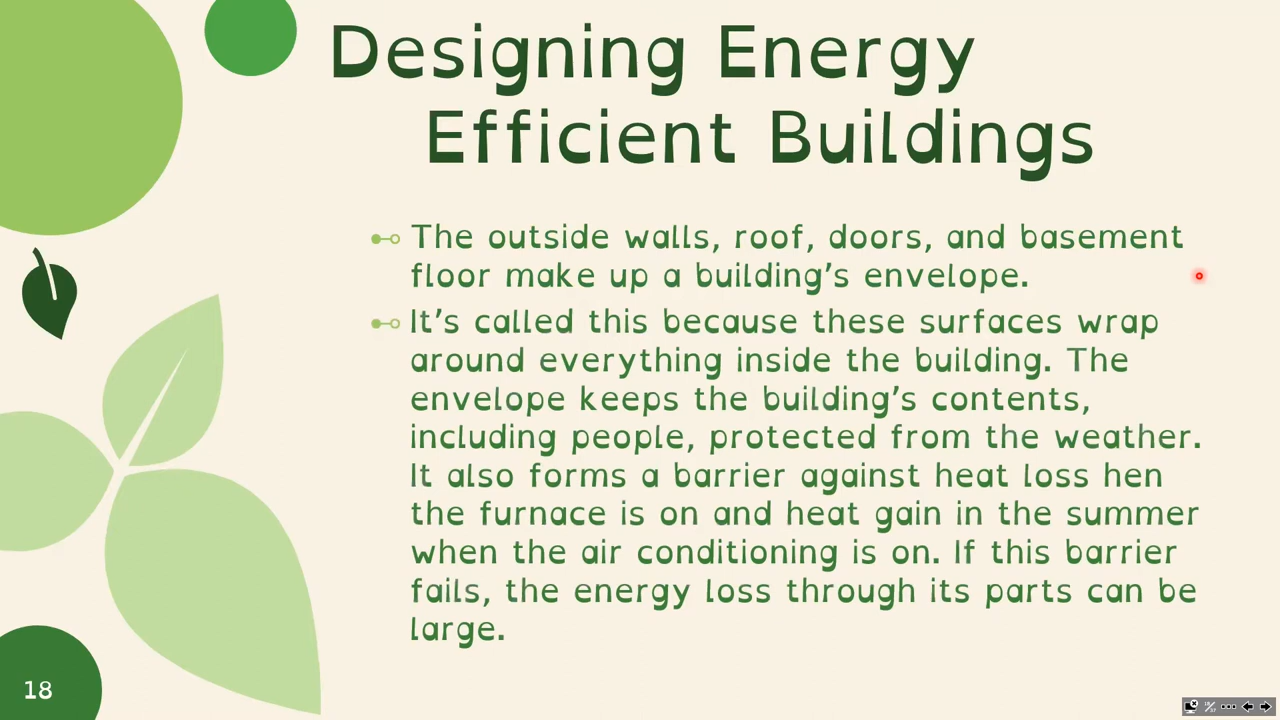 Designing Energy
Efficient Buildings
The outside walls, roof, doors, and basement
floor make up a building’s envelope.
It’s called this because these surfaces wrap
around everything inside the building. The
envelope keeps the building’s contents,
including people, protected from the weather.
It also forms a barrier against heat loss hen
the furnace is on and heat gain in the summer
when the air conditioning is on. If this barrier
fails, the energy loss through its parts can be
large.
18